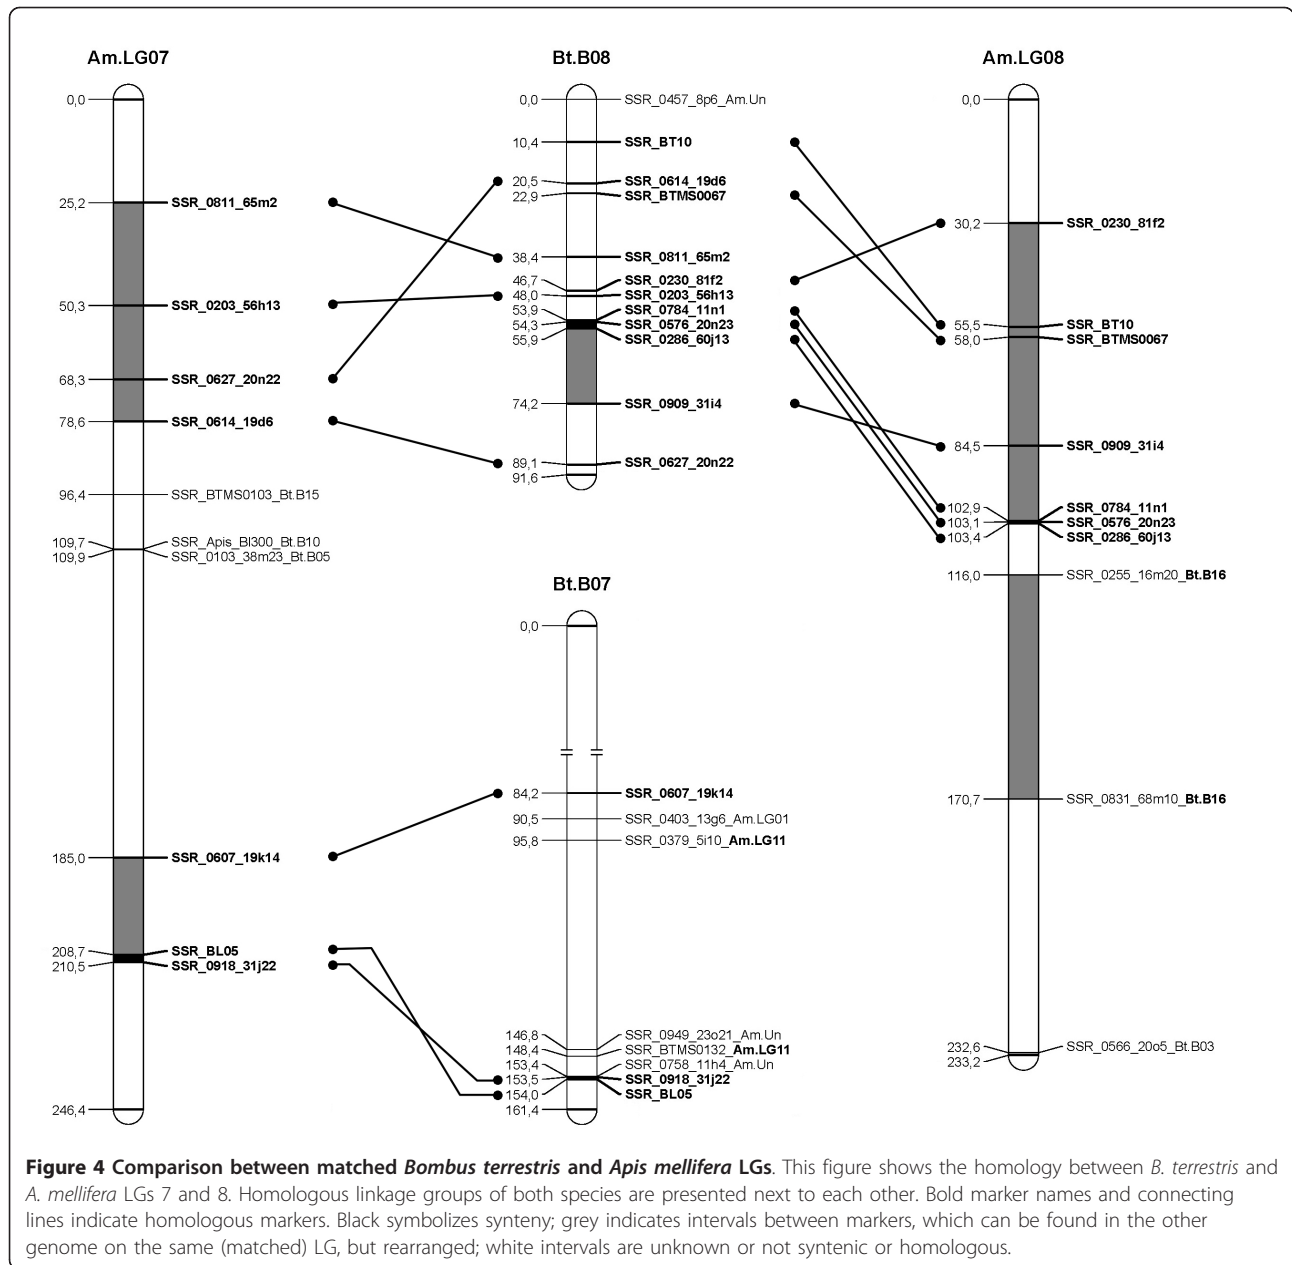 Am.LG07
0,0
25,2 SSR_0811_65m2
50,3 SSR_0203_56h13
68,3 SSR_0627_20n22
78,6 SSR_0614_19d6
96,4 SSR_BTMS0103_Bt.B15
109,7 SSR_Apis_BI300_Bt.B10
109,9 SSR_0103_38m23_Bt.B05
185,0 SSR_0607_19k14
208,7 SSR_BL05
210,5 SSR_0918_31j22
246,4
Bt.B08
0,0 SSR_0457_8p6_Am.Un
10,4 SSR_BT10
20,5 SSR_0614_19d6
22,9 SSR_BTMS0067
38,4 SSR_0811_65m2
46,7 SSR_0230_81f2
48,0 SSR_0203_56h13
53,9 SSR_0784_11n1
54,3 SSR_0576_20n23
55,9 SSR_0286_60j13
74,2 SSR_0909_31i4
89,1 SSR_0627_20n22
91,6
Bt.B07
0,0
84,2 SSR_0607_19k14
90,5 SSR_0403_13g6_Am.LG01
95,8 SSR_0379_5i10_Am.LG11
146,8 SSR_0949_23o21_Am.Un
148,4 SSR_BTMS0132_Am.LG11
153,4 SSR_0758_11h4_Am.Un
153,5 SSR_0918_31j22
154,0 SSR_BL05
161,4
Am.LG08
0,0
30,2 SSR_0230_81f2
55,5 SSR_BT10
58,0 SSR_BTMS0067
84,5 SSR_0909_31i4
102,9 SSR_0784_11n1
103,1 SSR_0576_20n23
103,4 SSR_0286_60j13
116,0 SSR_0255_16m20_Bt.B16
170,7 SSR_0831_68m10_Bt.B16
232,6 SSR_0566_20o5_Bt.B03
233,2
Figure 4 Comparison between matched Bombus terrestris and Apis mellifera LGs. This figure shows the homology between B. terrestris and
A. mellifera LGs 7 and 8. Homologous linkage groups of both species are presented next to each other. Bold marker names and connecting
lines indicate homologous markers. Black symbolizes synteny; grey indicates intervals between markers, which can be found in the other
genome on the same (matched) LG, but rearranged; white intervals are unknown or not syntenic or homologous.